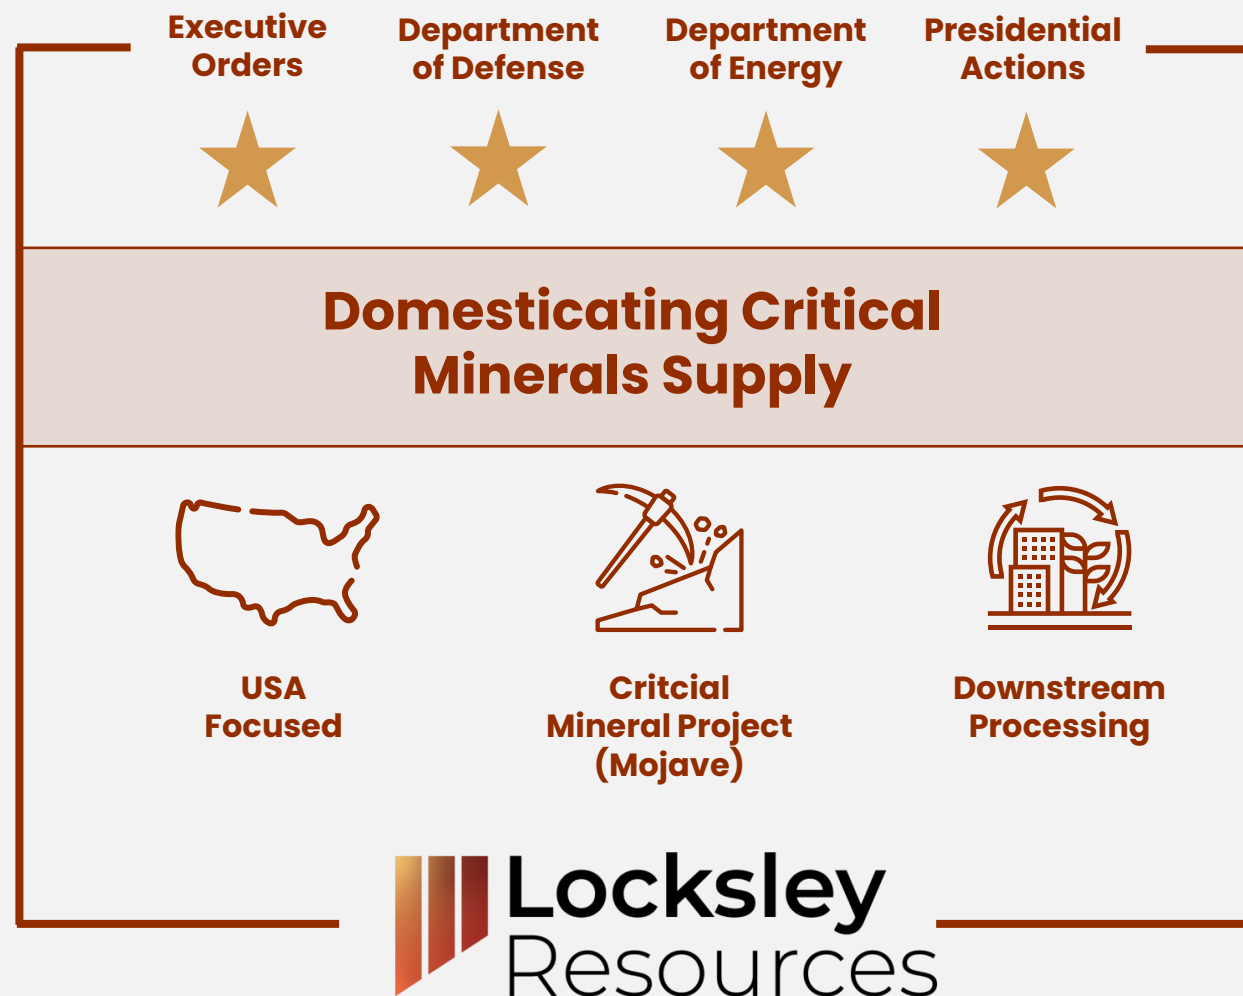 Executive
Orders
Department
of Defense
Department
of Energy
Presidential
Actions
Domesticating Critical
Minerals Supply
USA
Focused
Critcial
Mineral Project
(Mojave)
Downstream
Processing
Locksley
Resources